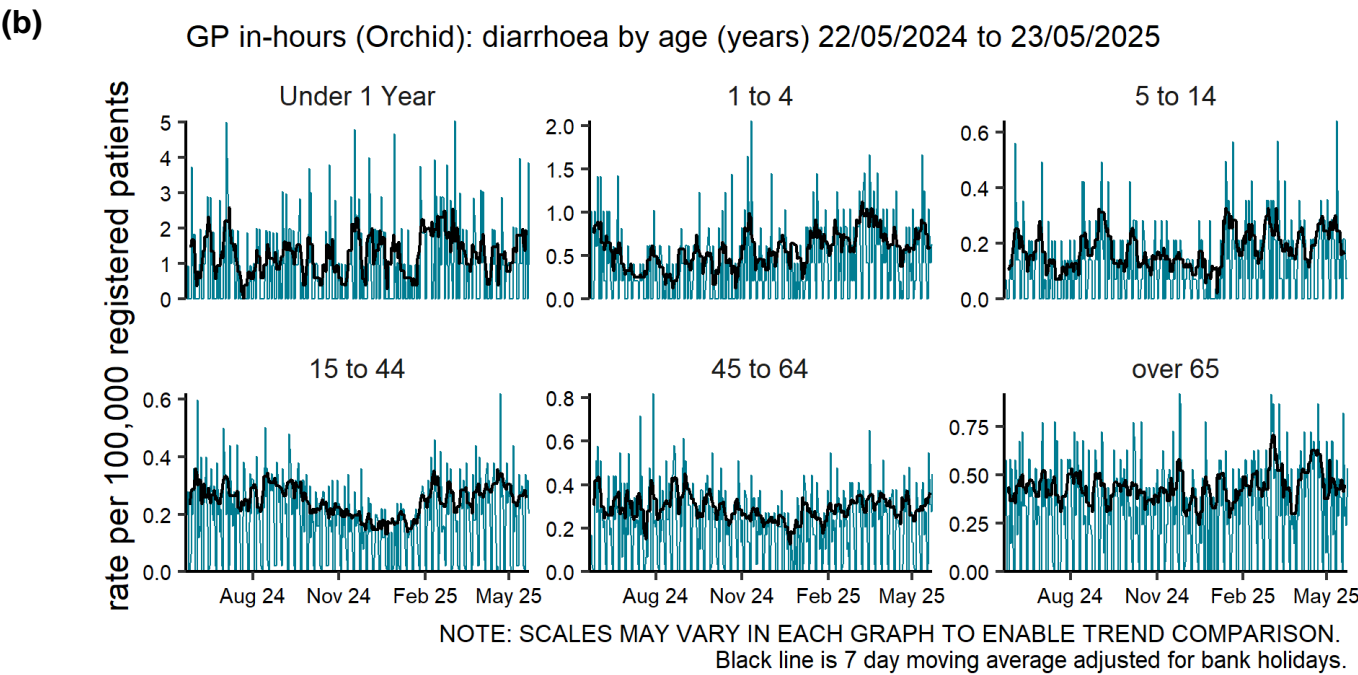 (b)
GP in-hours (Orchid): diarrhoea by age (years) 22/05/2024 to 23/05/2025
rate per 100,000 registered patients
Under 1 Year
5
4
3
2
1
0
1 to 4
2.0
1.5
1.0
0.5
0.0
5 to 14
0.6
0.4
0.2
0.0
15 to 44
0.6
0.4
0.2
0.0
Aug 24 Nov 24 Feb 25 May 25
45 to 64
0.8
0.6
0.4
0.2
0.0
Aug 24 Nov 24 Feb 25 May 25
over 65
0.75
0.50
0.25
0.00
Aug 24 Nov 24 Feb 25 May 25
NOTE: SCALES MAY VARY IN EACH GRAPH TO ENABLE TREND COMPARISON.
Black line is 7 day moving average adjusted for bank holidays.